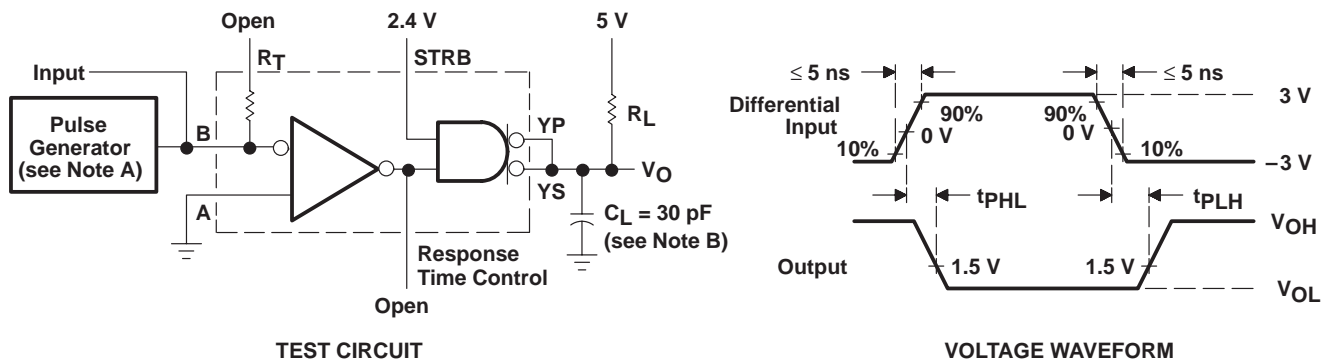 Open
2.4 V
5 V
RT
STRB
Input
Pulse
Generator
(see Note A)
B
A
YP
YS
RL
VO
CL = 30 pF
(see Note B)
Response
Time Control
Open
TEST CIRCUIT
≤ 5 ns
≤ 5 ns
Differential
Input
90%
90%
3 V
0 V
0 V
10%
10%
−3 V
tPHL
tPLH
VOH
Output
1.5 V
1.5 V
VOL
VOLTAGE WAVEFORM